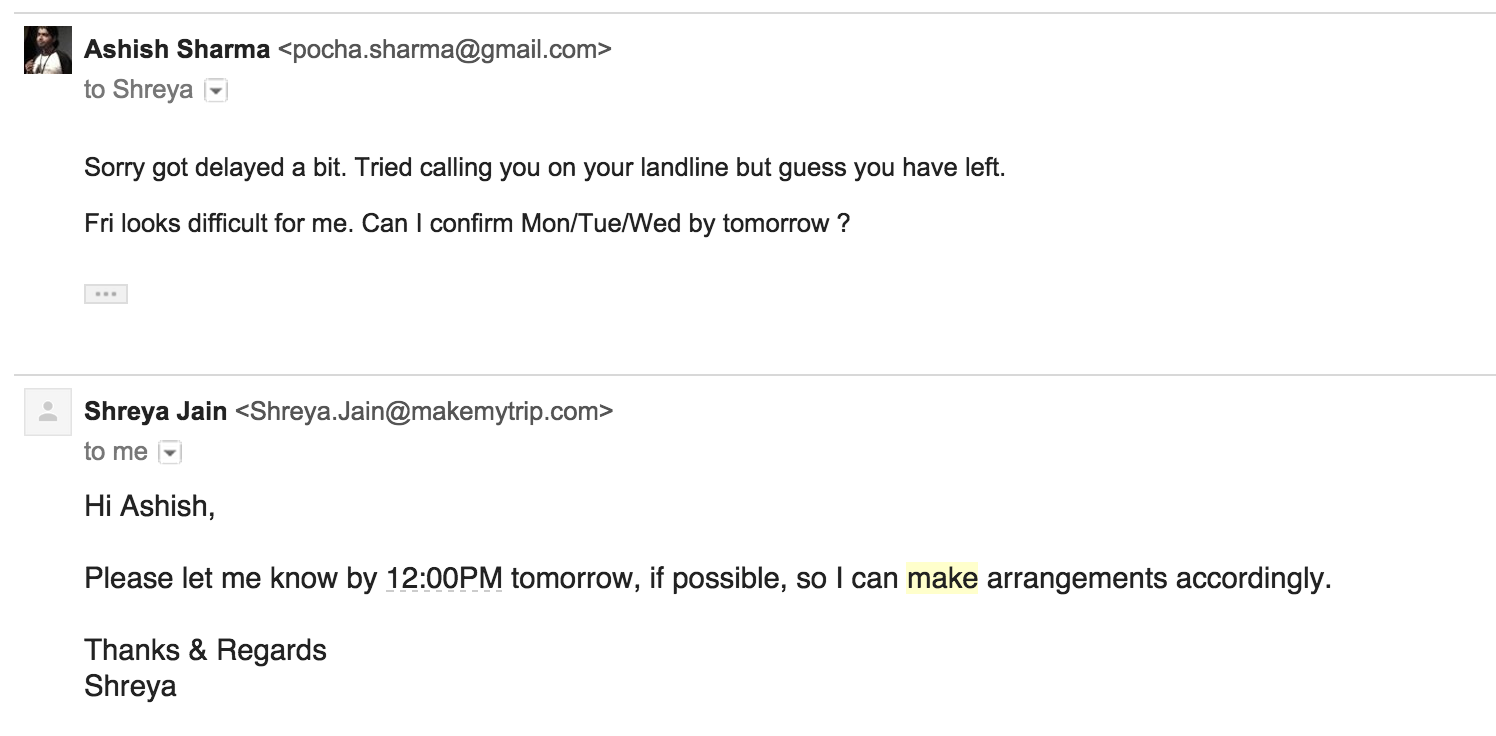 Ashish Sharma <pocha.sharma@gmail.com>
to Shreya
Sorry got delayed a bit. Tried calling you on your landline but guess you have left.
Fri looks difficult for me. Can I confirm Mon/Tue/Wed by tomorrow ?
Shreya Jain <Shreya.Jain@makemytrip.com>
to me
Hi Ashish,
Please let me know by 12:00PM tomorrow, if possible, so I can make arrangements accordingly.
Thanks & Regards
Shreya